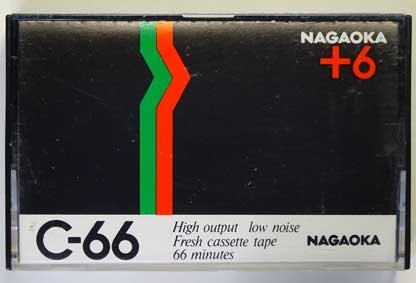 NAGAOKA
+6
C-66
High output low noise
Fresh cassette tape
66 minutes
NAGAOKA